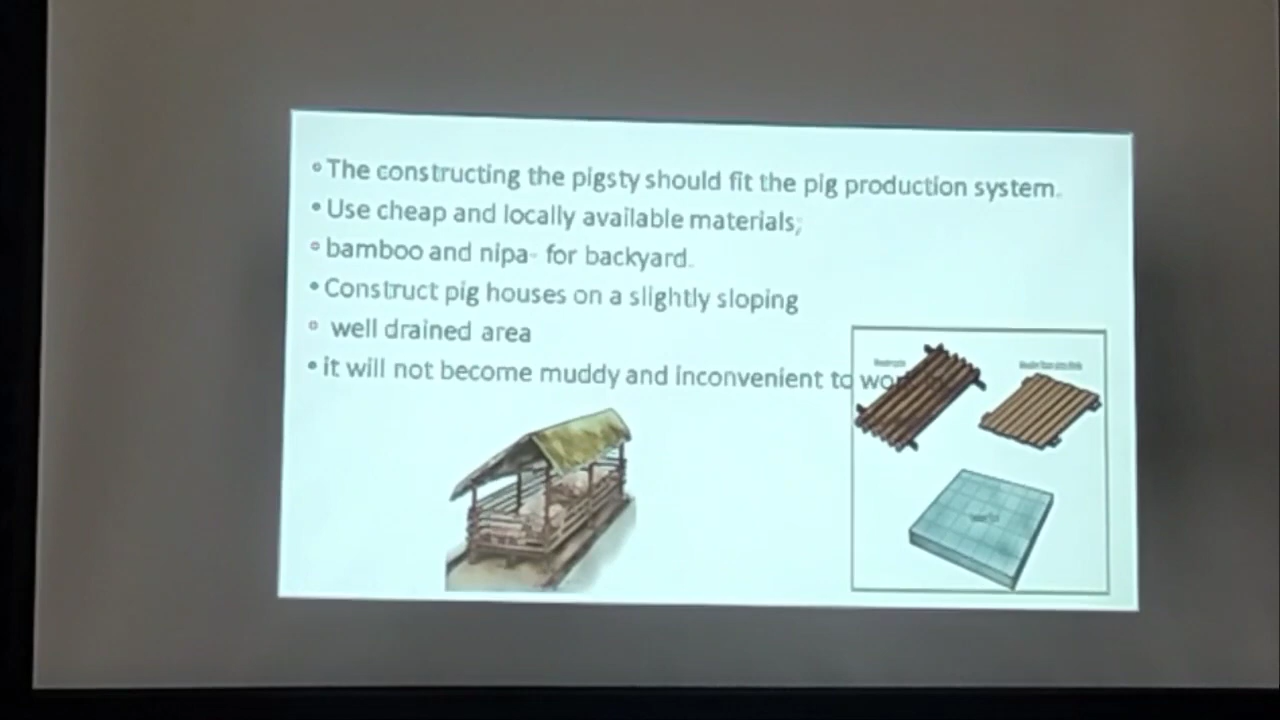 • The constructing the pigsty should fit the pig production system.
• Use cheap and locally available materials;
• bamboo and nipa- for backyard.
• Construct pig houses on a slightly sloping
• well drained area
• it will not become muddy and inconvenient to